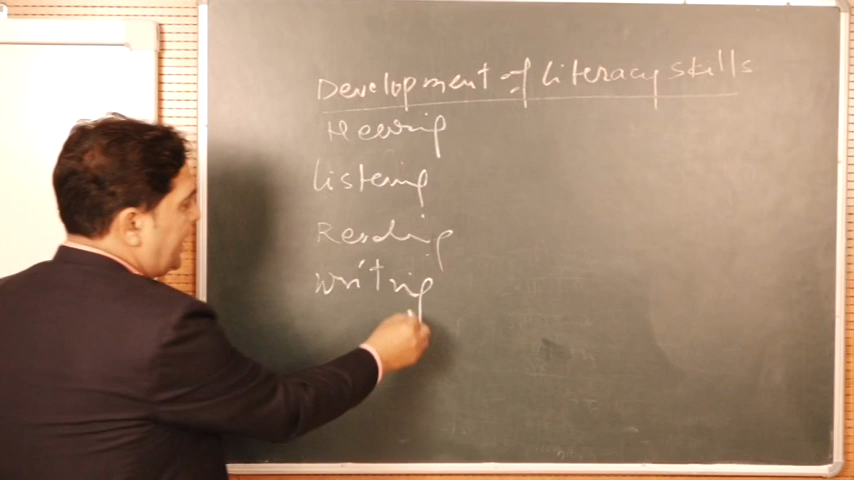 Development of literacy skills
Hearing
Listening
Reading
Writing